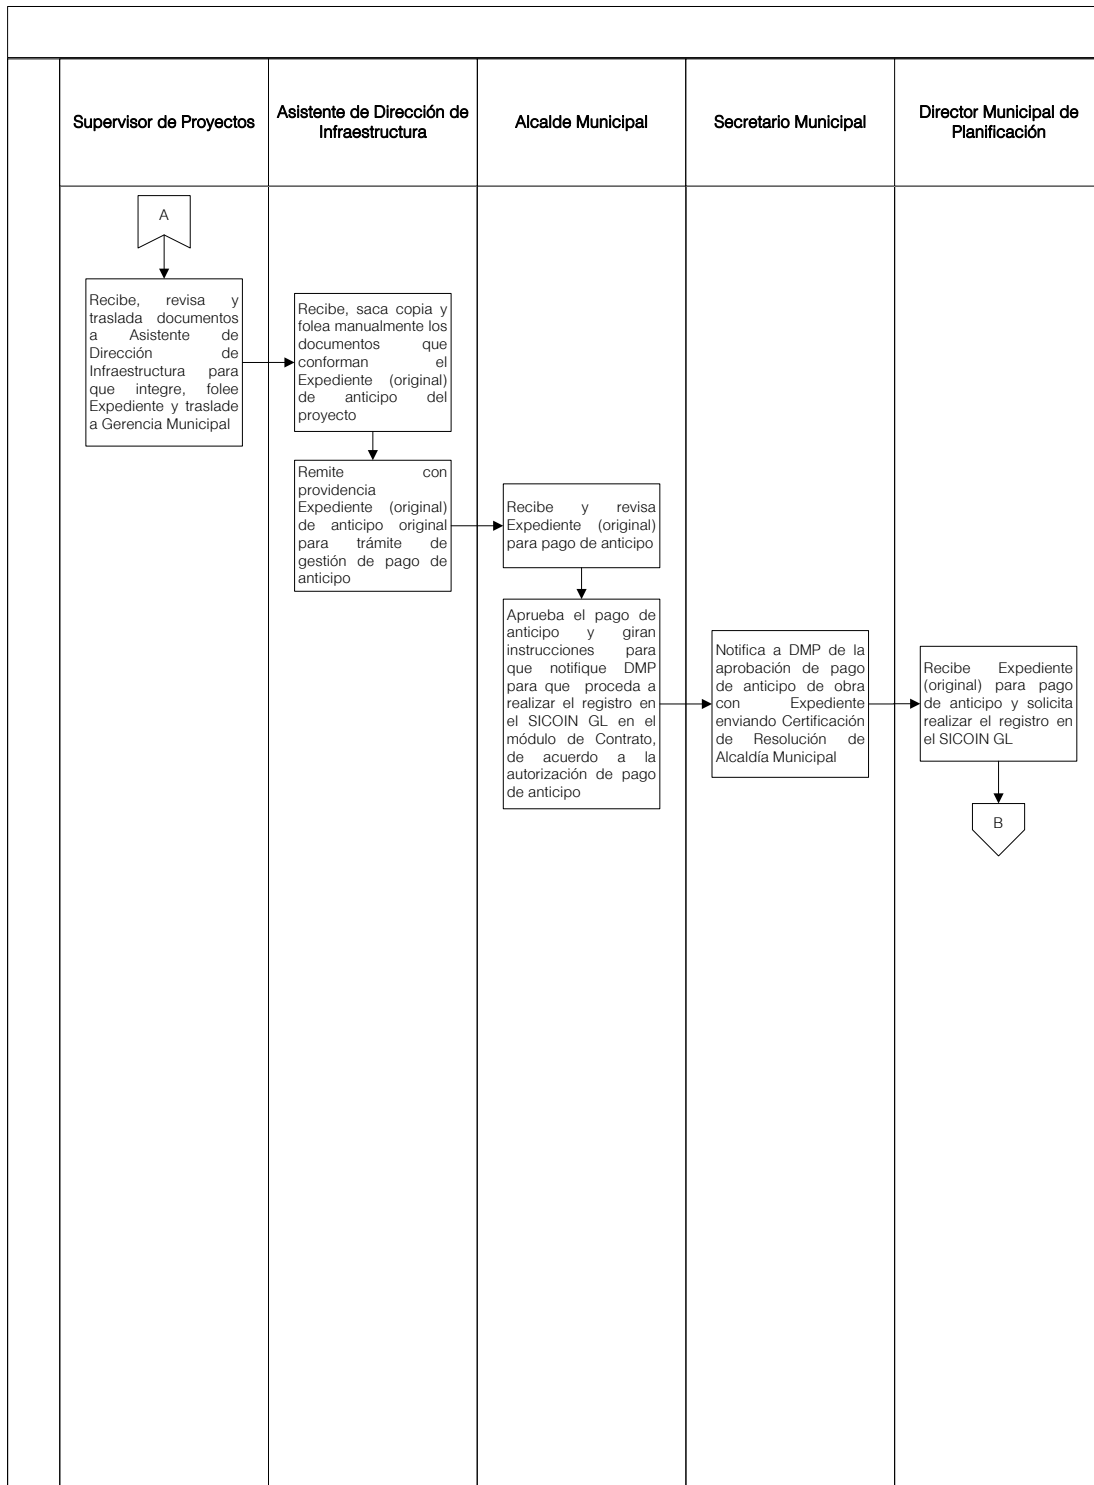 Supervisor de Proyectos
Asistente de Dirección de
Infraestructura
Alcalde Municipal
Secretario Municipal
Director Municipal de
Planificación
A
Recibe, revisa y
traslada documentos
a Asistente de
Dirección de
Infraestructura para
que integre, folee
Expediente y traslade
a Gerencia Municipal
Recibe, saca copia y
folea manualmente los
documentos que
conforman el
Expediente (original)
de anticipo del
proyecto
Remite con
providencia
Expediente (original)
de anticipo original
para trámite de
gestión de pago de
anticipo
Recibe y revisa
Expediente (original)
para pago de anticipo
Aprueba el pago de
anticipo y giran
instrucciones para
que notifique DMP
para que proceda a
realizar el registro en
el SICOIN GL en el
módulo de Contrato,
de acuerdo a la
autorización de pago
de anticipo
Notifica a DMP de la
aprobación de pago
de anticipo de obra
con Expediente
enviando Certificación
de Resolución de
Alcaldía Municipal
Recibe Expediente
(original) para pago
de anticipo y solicita
realizar el registro en
el SICOIN GL
B